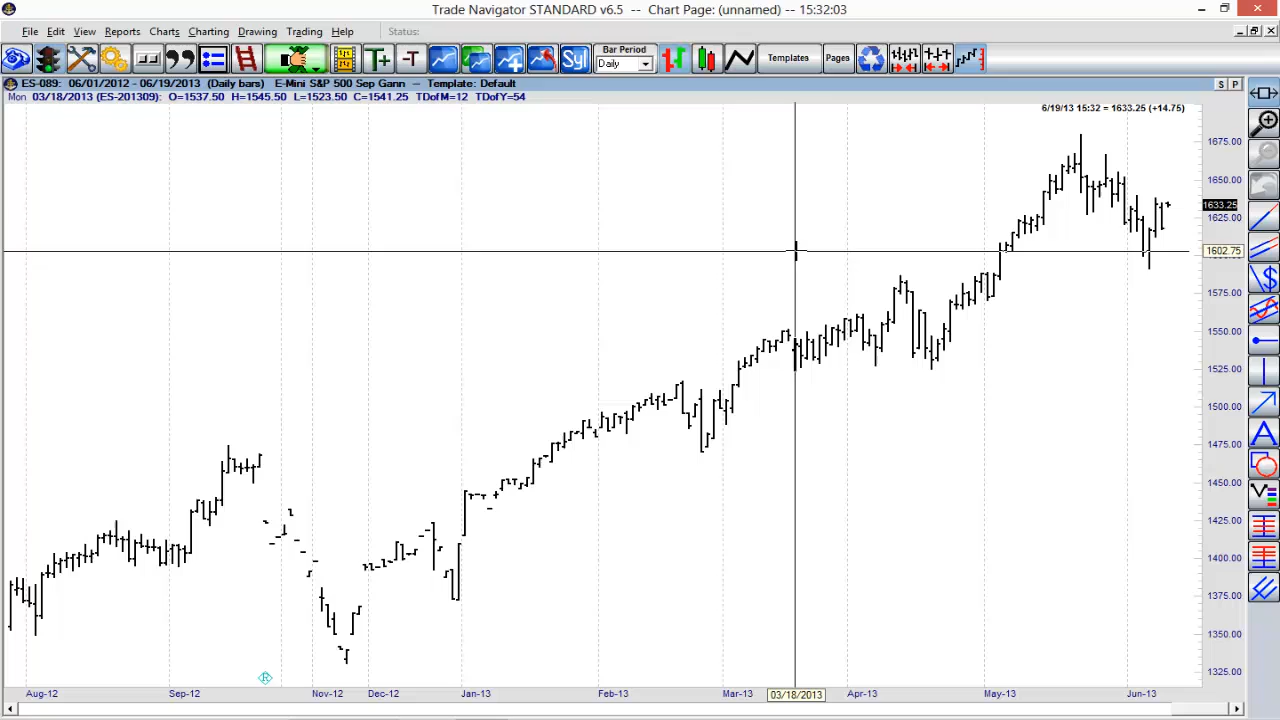 Trade Navigator STANDARD v6.5 -- Chart Page: (unnamed) -- 15:32:03
File Edit View Reports Charts Charting Drawing Trading Help Status:
Bar Period
Daily
T T Syl Templates Pages
ES-089: 06/01/2012 - 06/19/2013 (Daily bars) E-Mini S&P 500 Sep Gann -- Template: Default S P
Mon 03/18/2013 (ES-201309) O=1537.50 H=1545.50 L=1523.50 C=1541.25 TDofM=12 TDofY=54
6/19/13 15:32 = 1633.25 (+14.75)
1675.00
1650.00
1633.25
1625.00
1602.75
1575.00
1550.00
1525.00
1500.00
1475.00
1450.00
1425.00
1400.00
1375.00
1350.00
1325.00
$
A
V
R
Aug-12 Sep-12 Nov-12 Dec-12 Jan-13 Feb-13 Mar-13 03/18/2013 Apr-13 May-13 Jun-13